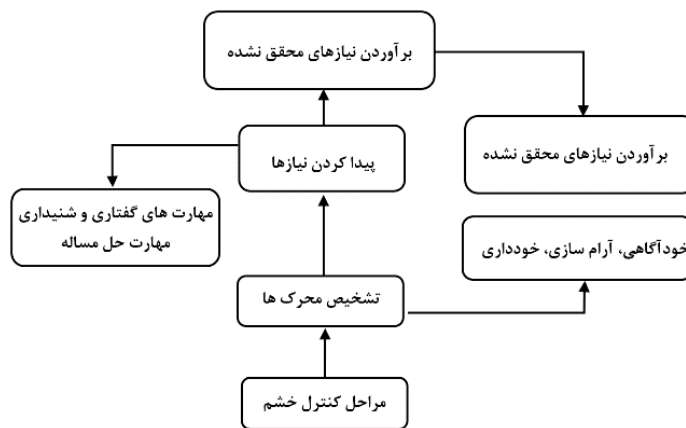 برآوردن نیازهای محقق نشده
پیدا کردن نیازها
برآوردن نیازهای محقق نشده
مهارت های گفتاری و شنیداری
مهارت حل مساله
خودآگاهی، آرام سازی، خودداری
تشخیص محرک ها
مراحل کنترل خشم